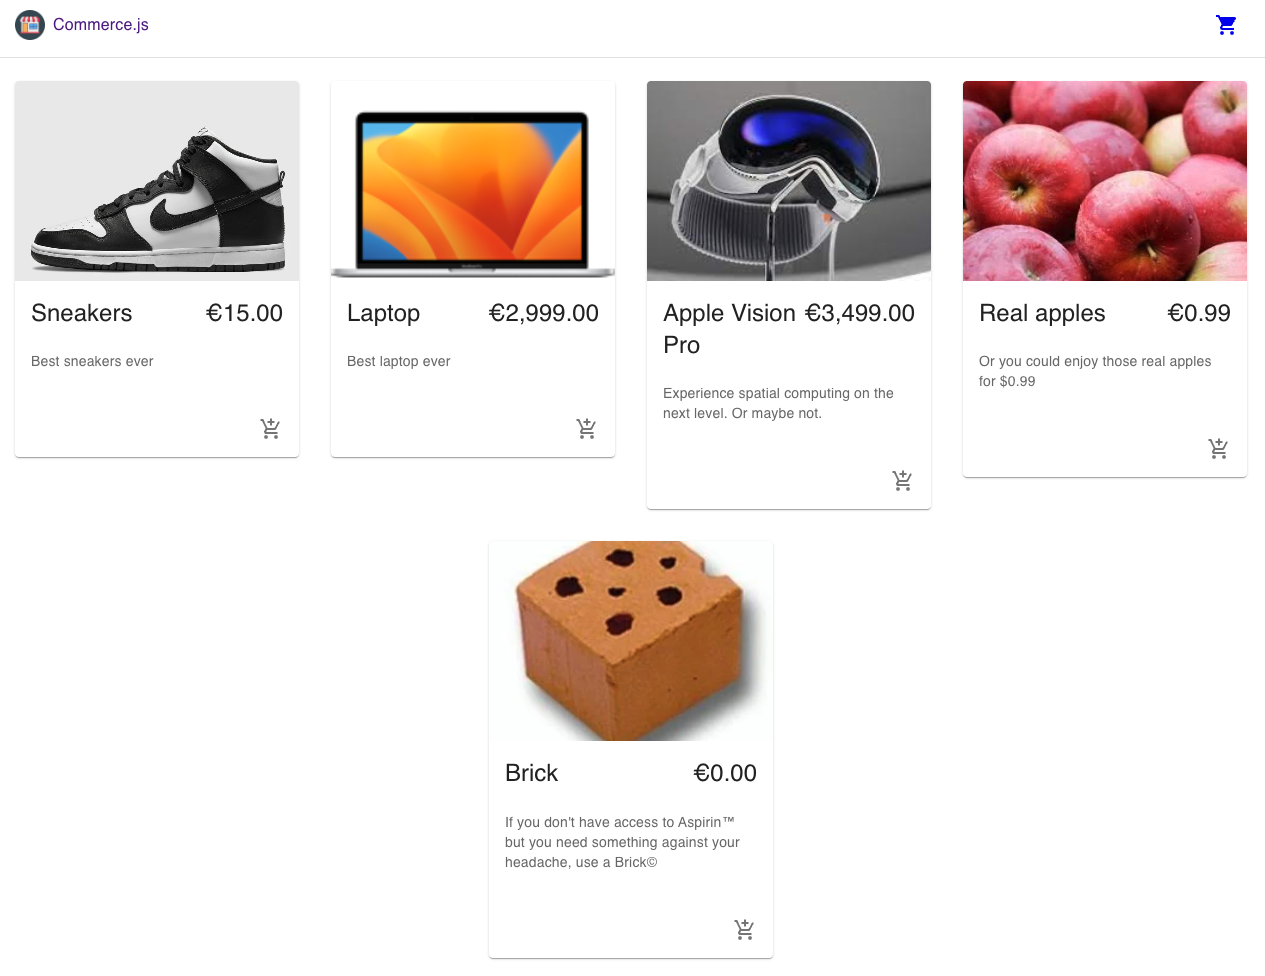 Commerce.js
Sneakers €15.00
Best sneakers ever
Laptop €2,999.00
Best laptop ever
Apple Vision €3,499.00
Pro
Experience spatial computing on the
next level. Or maybe not.
Real apples €0.99
Or you could enjoy those real apples
for $0.99
Brick €0.00
If you don't have access to Aspirin™
but you need something against your
headache, use a Brick©